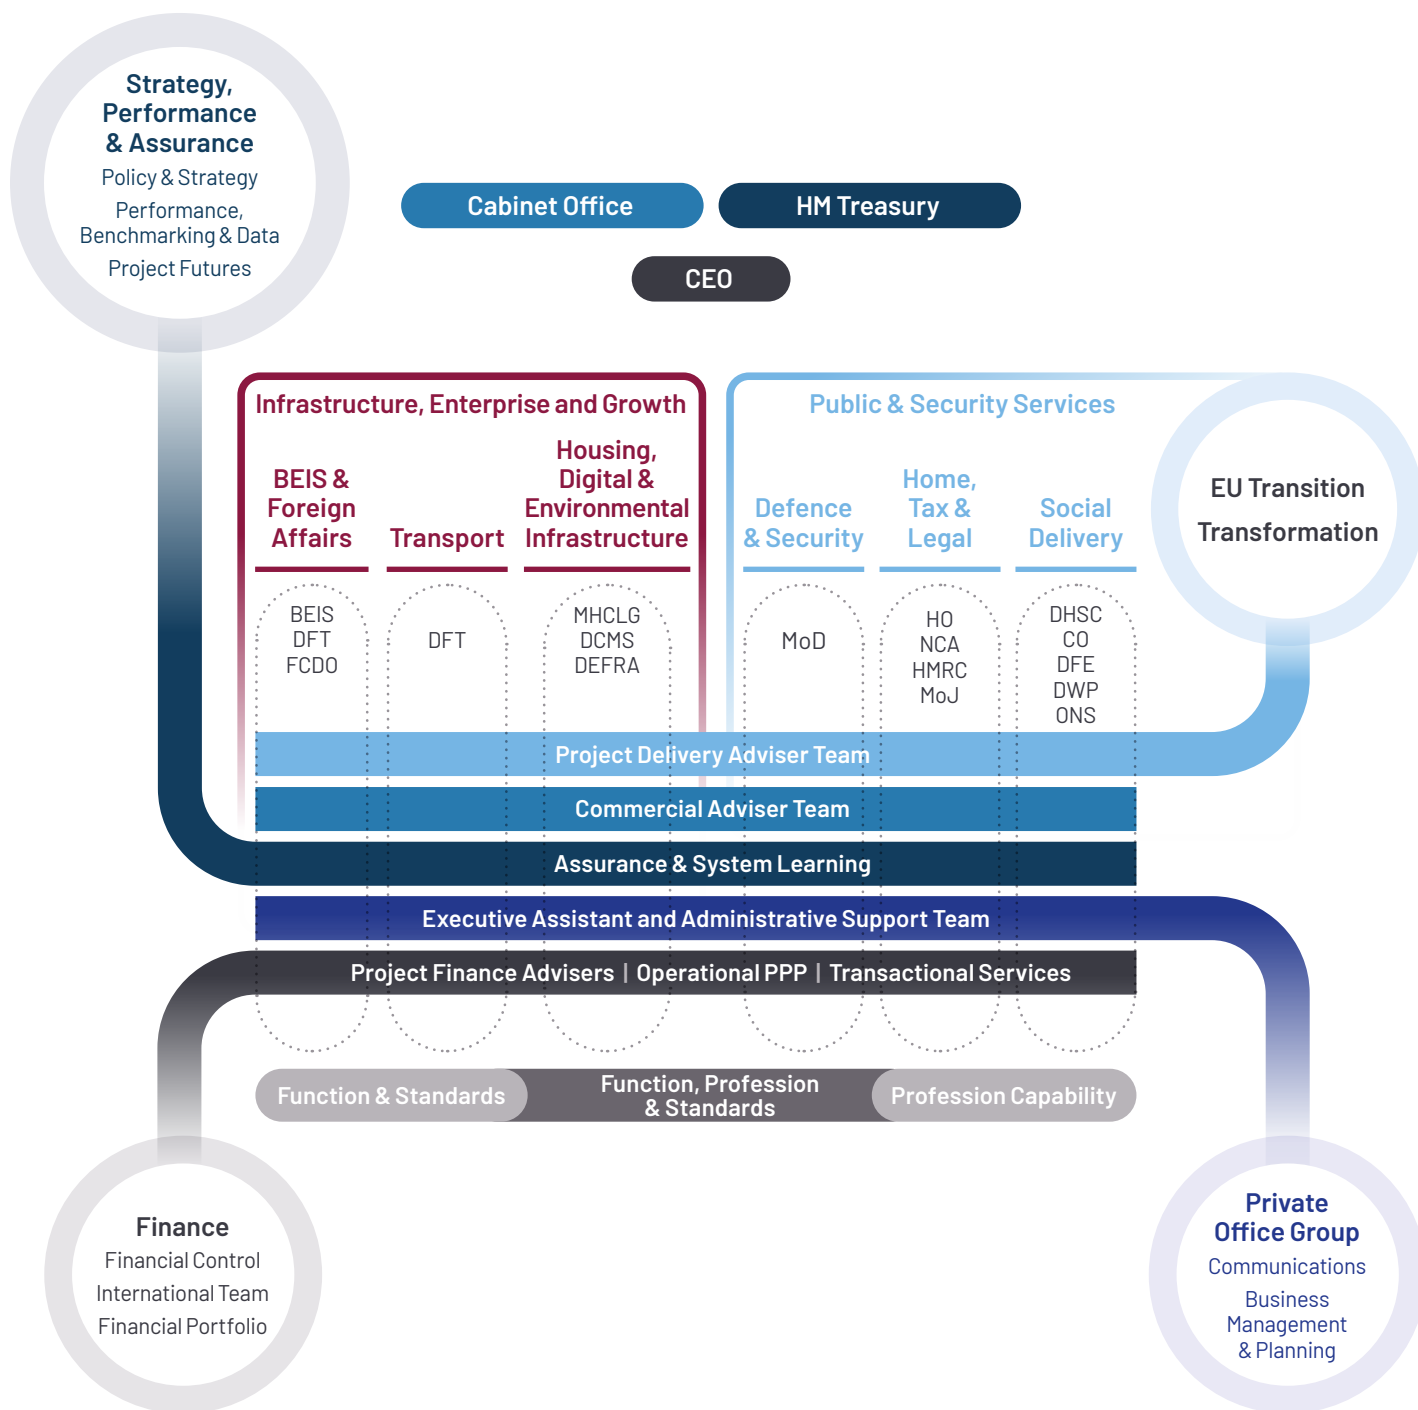 Strategy,
Performance
& Assurance
Policy & Strategy
Performance,
Benchmarking & Data
Project Futures
Cabinet Office
HM Treasury
CEO
Infrastructure, Enterprise and Growth
BEIS &
Foreign
Affairs
Transport
Housing,
Digital &
Environmental
Infrastructure
Public & Security Services
Defence
& Security
Home,
Tax &
Legal
Social
Delivery
EU Transition
Transformation
BEIS
DFT
FCDO
DFT
MHCLG
DCMS
DEFRA
MoD
HO
NCA
HMRC
MoJ
DHSC
CO
DFE
DWP
ONS
Project Delivery Adviser Team
Commercial Adviser Team
Assurance & System Learning
Executive Assistant and Administrative Support Team
Project Finance Advisers | Operational PPP | Transactional Services
Function & Standards
Function, Profession
& Standards
Profession Capability
Finance
Financial Control
International Team
Financial Portfolio
Private
Office Group
Communications
Business
Management
& Planning